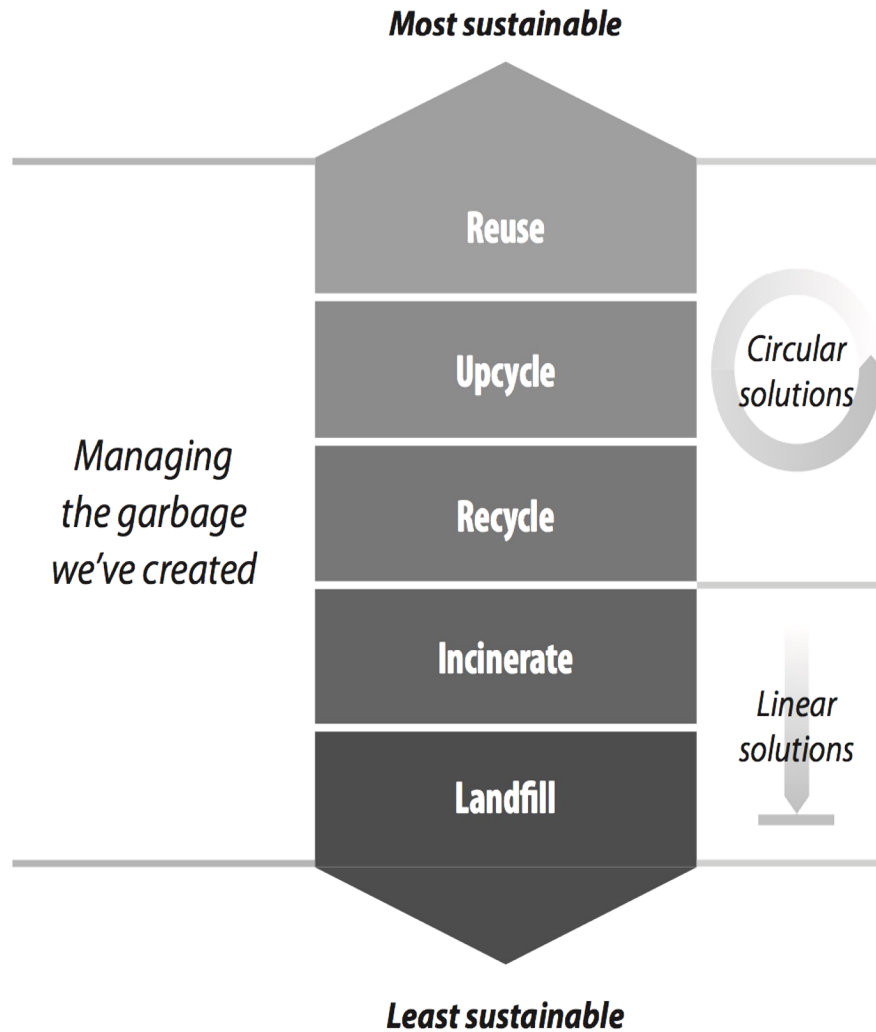 Most sustainable
Reuse
Upcycle
Circular
solutions
Managing
the garbage
we've created
Recycle
Incinerate
Linear
solutions
Landfill
Least sustainable